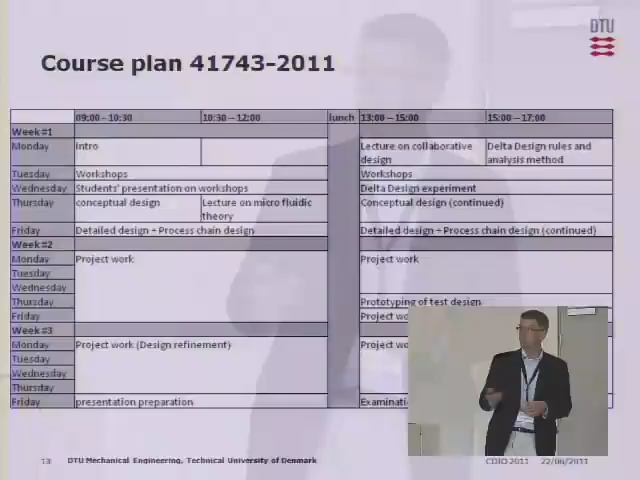 DTU
Course plan 41743-2011
09:00 – 10:30 10:30 – 12:00 lunch 13:00 – 15:00 15:00 – 17:00
Week #1
Monday Intro Lecture on collaborative design Delta Design rules and analysis method
Tuesday Workshops Workshops
Wednesday Students' presentation on workshops Delta Design experiment
Thursday conceptual design Lecture on micro fluidic theory Conceptual design (continued)
Friday Detailed design + Process chain design Detailed design + Process chain design (continued)
Week #2
Monday Project work Project work
Tuesday
Wednesday
Thursday Prototyping of test design
Friday Project wo
Week #3
Monday Project work (Design refinement) Project wo
Tuesday
Wednesday
Thursday
Friday presentation preparation Examinati
13 DTU Mechanical Engineering, Technical University of Denmark CDIO 2011 22/06/2011